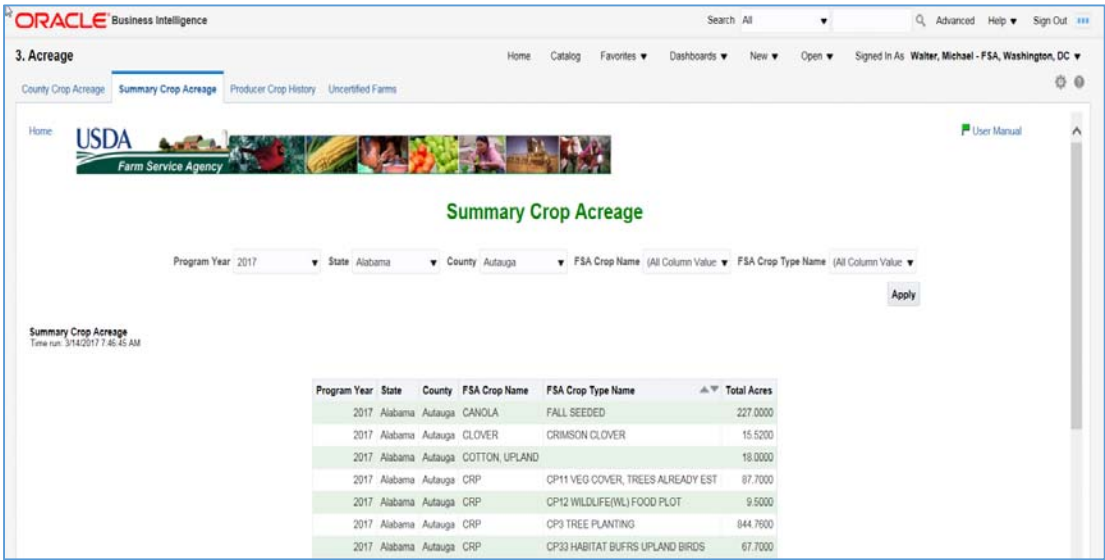 ORACLE Business Intelligence Search All Advanced Help Sign Out
3. Acreage Home Catalog Favorites Dashboards New Open Signed In As Walter, Michael - FSA, Washington, DC
County Crop Acreage Summary Crop Acreage Producer Crop History Uncertified Farms
Home USDA User Manual
Farm Service Agency
Summary Crop Acreage
Program Year 2017 State Alabama County Autauga FSA Crop Name (All Column Value FSA Crop Type Name (All Column Value
Apply
Summary Crop Acreage
Time run: 3/14/2017 7:46:45 AM
Program Year State County FSA Crop Name FSA Crop Type Name Total Acres
2017 Alabama Autauga CANOLA FALL SEEDED 227.0000
2017 Alabama Autauga CLOVER CRIMSON CLOVER 15.5200
2017 Alabama Autauga COTTON, UPLAND 18.0000
2017 Alabama Autauga CRP CP11 VEG COVER, TREES ALREADY EST 87.7000
2017 Alabama Autauga CRP CP12 WILDLIFE(WL) FOOD PLOT 9.5000
2017 Alabama Autauga CRP CP3 TREE PLANTING 844.7600
2017 Alabama Autauga CRP CP33 HABITAT BUFRS UPLAND BIRDS 67.7000